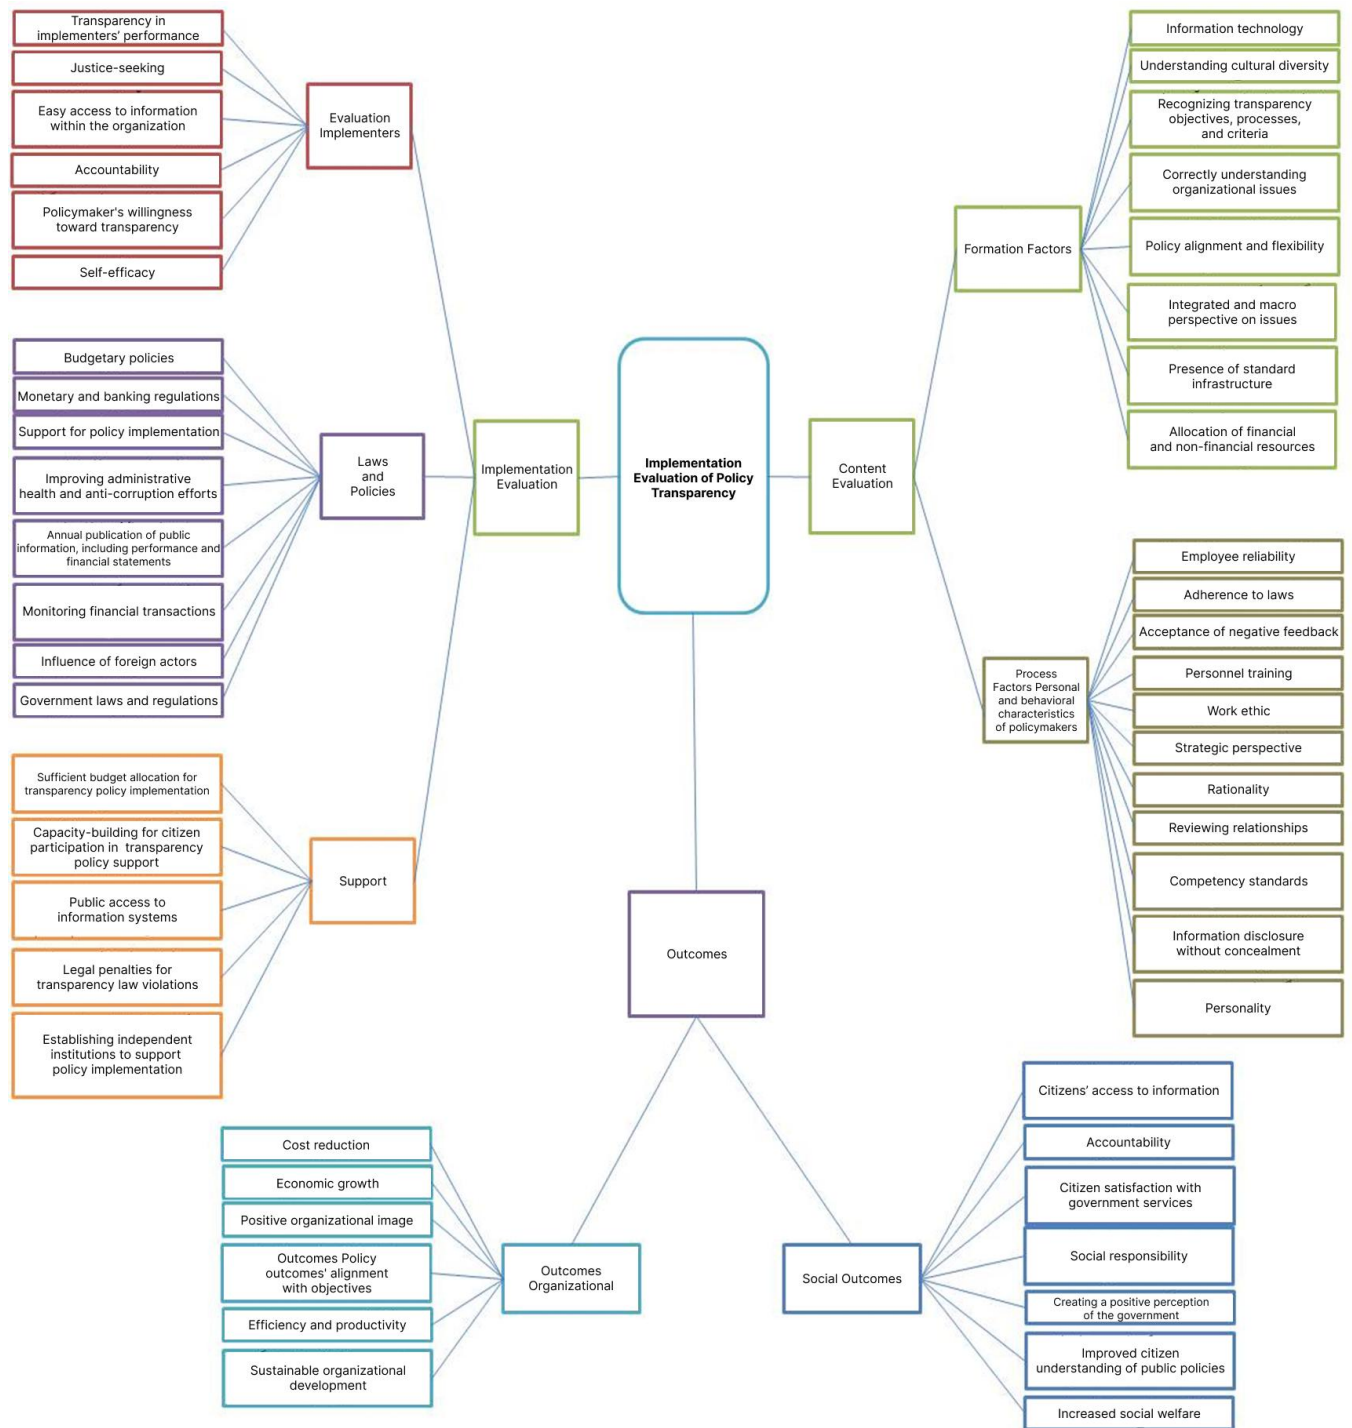 Transparency in
implementers' performance
Justice-seeking
Easy access to information
within the organization
Accountability
Policymaker's willingness
toward transparency
Self-efficacy
Evaluation
Implementers
Budgetary policies
Monetary and banking regulations
Support for policy implementation
Improving administrative
health and anti-corruption efforts
Annual publication of public
information, including performance and
financial statements
Monitoring financial transactions
Influence of foreign actors
Government laws and regulations
Laws
and
Policies
Sufficient budget allocation for
transparency policy implementation
Capacity-building for citizen
participation in transparency
policy support
Public access to
information systems
Legal penalties for
transparency law violations
Establishing independent
institutions to support
policy implementation
Support
Implementation
Evaluation
Implementation
Evaluation of Policy
Transparency
Content
Evaluation
Formation Factors
Information technology
Understanding cultural diversity
Recognizing transparency
objectives, processes,
and criteria
Correctly understanding
organizational issues
Policy alignment and flexibility
Integrated and macro
perspective on issues
Presence of standard
infrastructure
Allocation of financial
and non-financial resources
Process
Factors Personal
and behavioral
characteristics
of policymakers
Employee reliability
Adherence to laws
Acceptance of negative feedback
Personnel training
Work ethic
Strategic perspective
Rationality
Reviewing relationships
Competency standards
Information disclosure
without concealment
Personality
Outcomes
Cost reduction
Economic growth
Positive organizational image
Outcomes Policy
outcomes' alignment
with objectives
Efficiency and productivity
Sustainable organizational
development
Outcomes
Organizational
Social Outcomes
Citizens' access to information
Accountability
Citizen satisfaction with
government services
Social responsibility
Creating a positive perception
of the government
Improved citizen
understanding of public policies
Increased social welfare